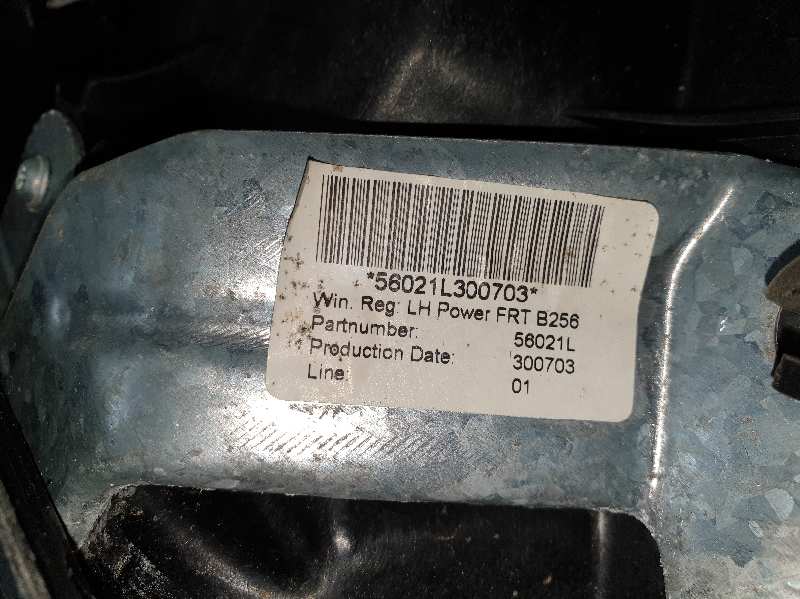 *56021L300703*
Win. Reg: LH Power FRT B256
Partnumber: 56021L
Production Date: 300703
Line: 01